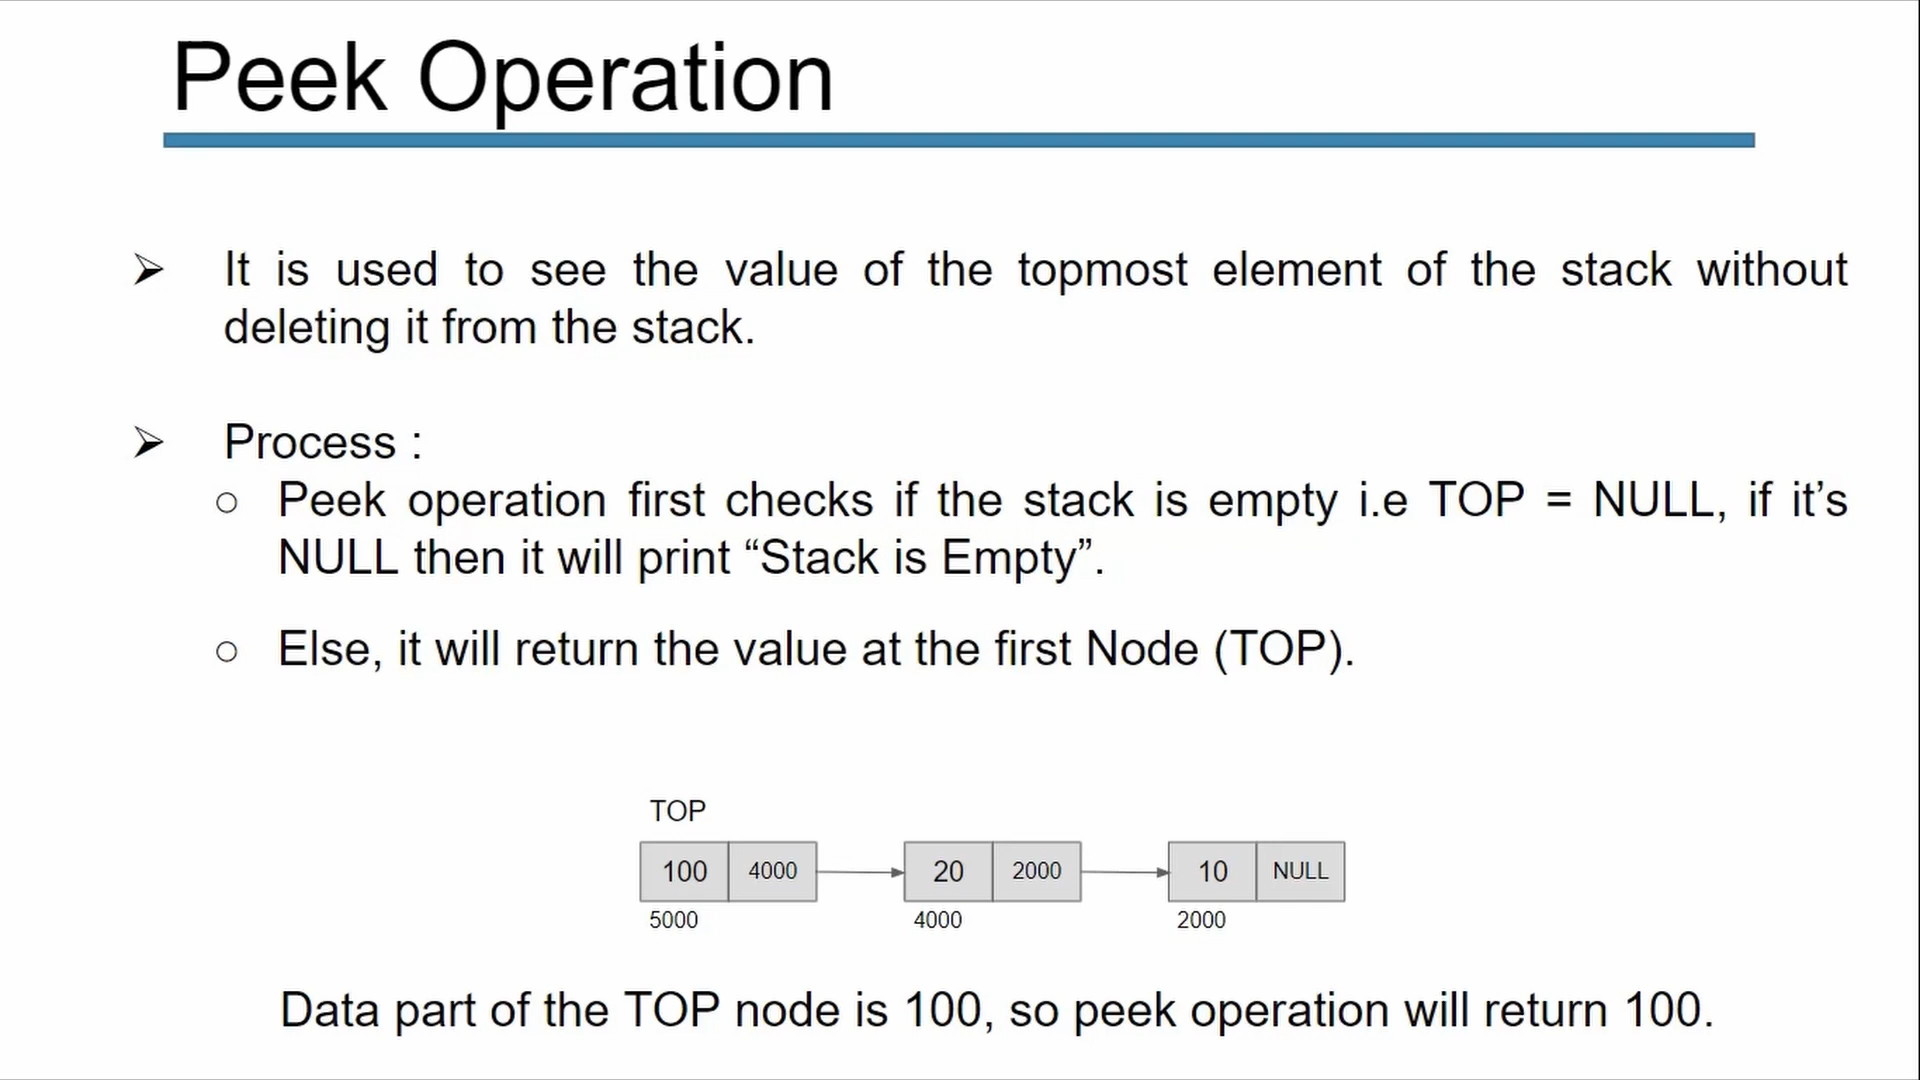 Peek Operation
➢ It is used to see the value of the topmost element of the stack without
deleting it from the stack.
➢ Process :
○ Peek operation first checks if the stack is empty i.e TOP = NULL, if it’s
NULL then it will print “Stack is Empty”.
○ Else, it will return the value at the first Node (TOP).
TOP
100 4000 20 2000 10 NULL
5000 4000 2000
Data part of the TOP node is 100, so peek operation will return 100.